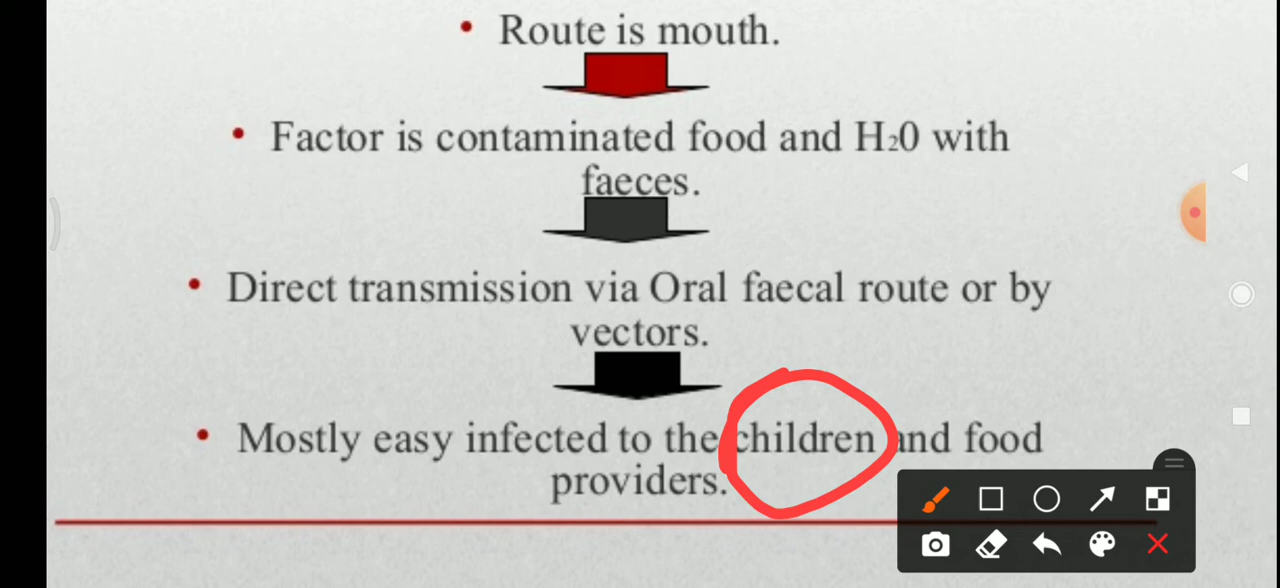 • Route is mouth.
• Factor is contaminated food and H₂0 with
faeces.
• Direct transmission via Oral faecal route or by
vectors.
• Mostly easy infected to the children and food
providers.